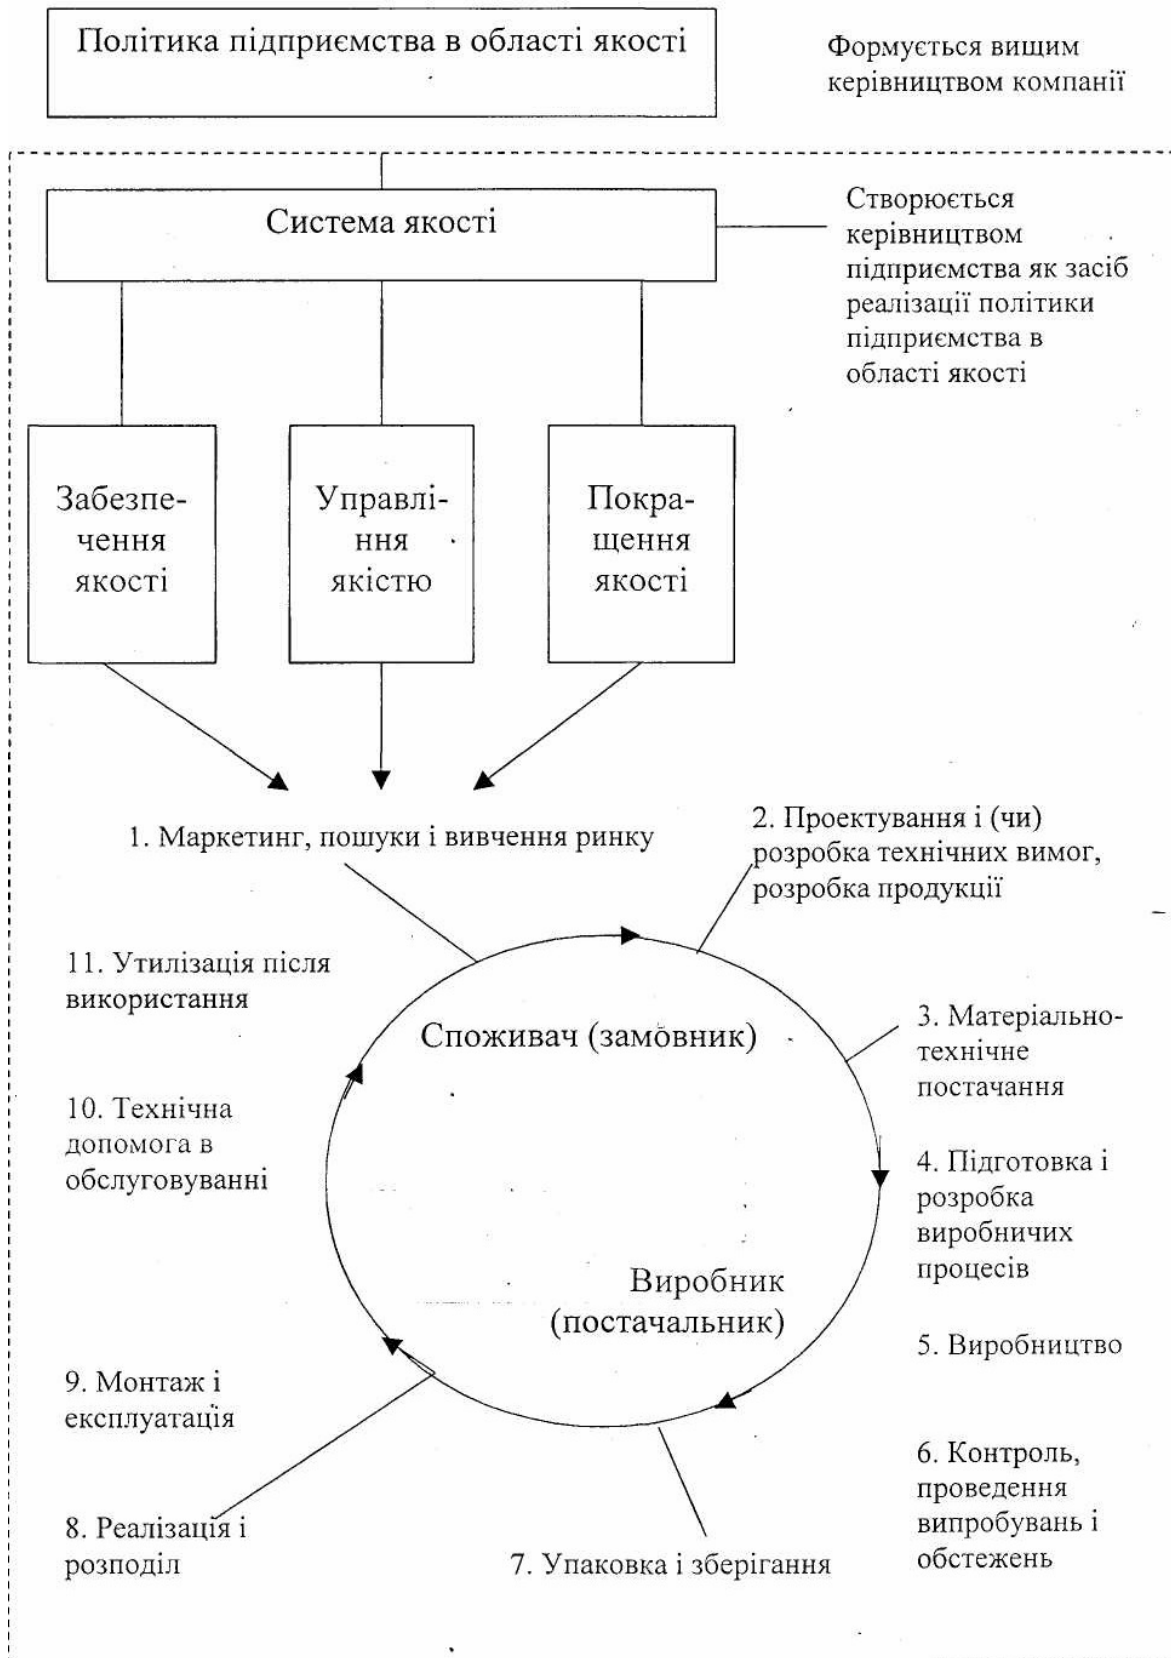 Політика підприємства в області якості
Формується вищим
керівництвом компанії
Система якості
Створюється
керівництвом
підприємства як засіб
реалізації політики
підприємства в
області якості
Забезпе-
чення
якості
Управлі-
ння
якістю
Покра-
щення
якості
1. Маркетинг, пошуки і вивчення ринку
2. Проектування і (чи)
розробка технічних вимог,
розробка продукції
11. Утилізація після
використання
Споживач (замовник)
3. Матеріально-
технічне
постачання
10. Технічна
допомога в
обслуговуванні
4. Підготовка і
розробка
виробничих
процесів
Виробник
(постачальник)
5. Виробництво
9. Монтаж і
експлуатація
6. Контроль,
проведення
випробувань і
обстежень
8. Реалізація і
розподіл
7. Упаковка і зберігання